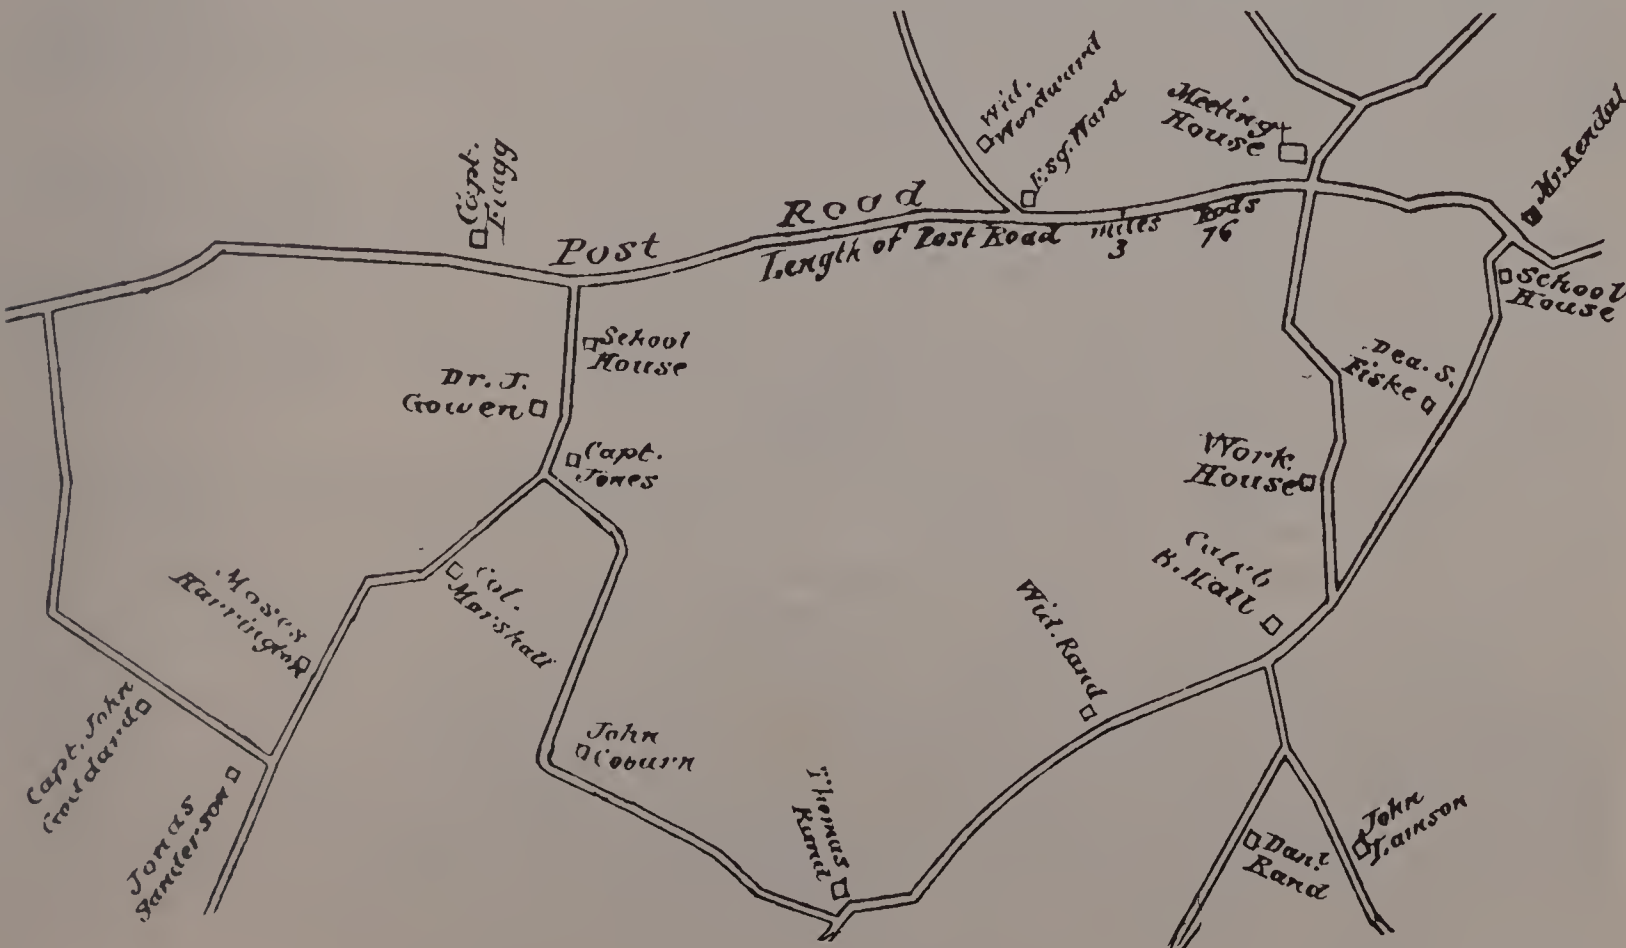 Wid.
Woodward
Esq. Ward
Meeting
House
Mr. Kendal
Capt.
Flagg
Post Road
Length of Post Road miles Rods
3 76
School
House
School
House
Dr. J.
Gowen
Capt.
Jones
Dea. S.
Fiske
Work
House
Caleb
K. Hall
Moses
Harrington
Col.
Marshall
Wid. Rand
Capt. John
Goddard
John
Coburn
Jonas
Sanderson
Thomas
Rand
John
Lamson
Danl
Rand